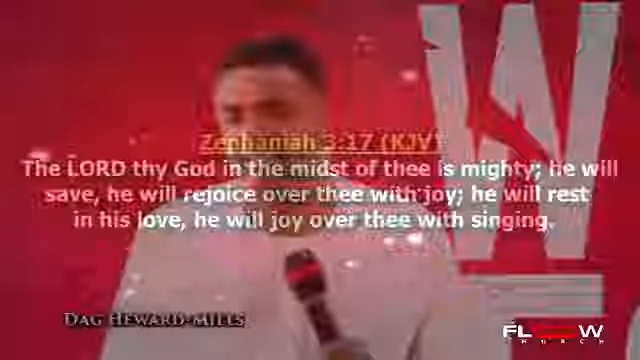 Zephaniah 3:17 (KJV)
The LORD thy God in the midst of thee is mighty; he will
save, he will rejoice over thee with joy; he will rest
in his love, he will joy over thee with singing.
DAG HEWARD-MILLS
FLOW
CHURCH
W